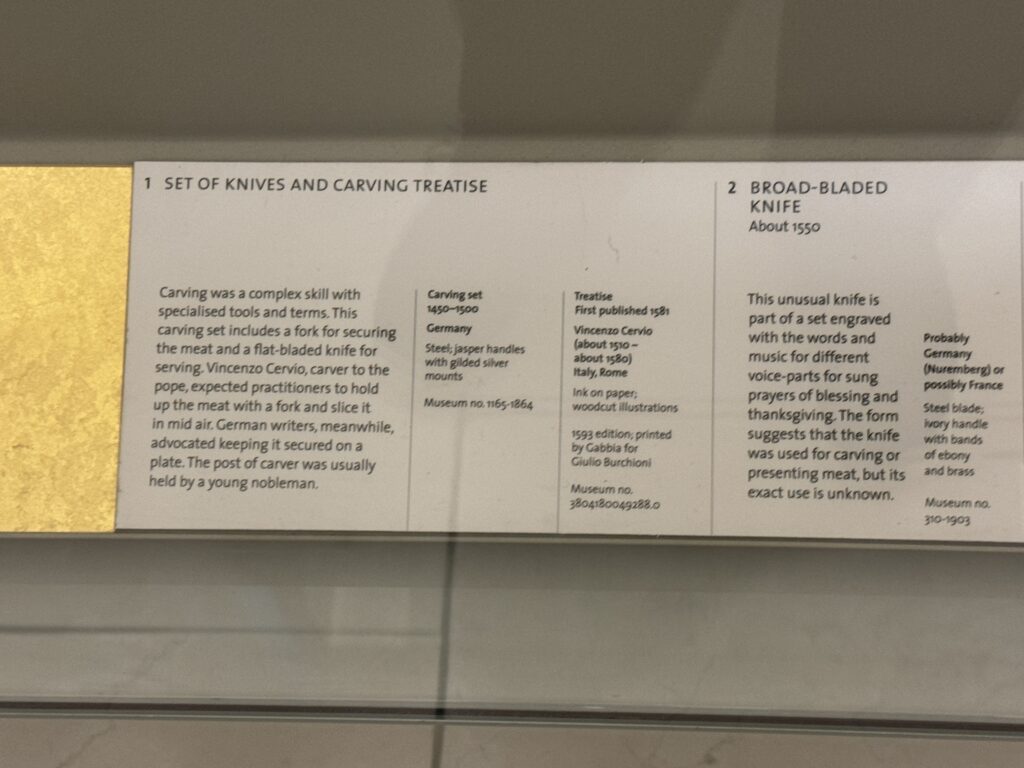 1 SET OF KNIVES AND CARVING TREATISE
Carving was a complex skill with
specialised tools and terms. This
carving set includes a fork for securing
the meat and a flat-bladed knife for
serving. Vincenzo Cervio, carver to the
pope, expected practitioners to hold
up the meat with a fork and slice it
in mid air. German writers, meanwhile,
advocated keeping it secured on a
plate. The post of carver was usually
held by a young nobleman.
Carving set
1450–1500
Germany
Steel; jasper handles
with gilded silver
mounts
Museum no. 1165-1864
Treatise
First published 1581
Vincenzo Cervio
(about 1510 –
about 1580)
Italy, Rome
Ink on paper;
woodcut illustrations
1593 edition; printed
by Gabbia for
Giulio Burchioni
Museum no.
3804180049288.0
2 BROAD-BLADED
KNIFE
About 1550
This unusual knife is
part of a set engraved
with the words and
music for different
voice-parts for sung
prayers of blessing and
thanksgiving. The form
suggests that the knife
was used for carving or
presenting meat, but its
exact use is unknown.
Probably
Germany
(Nuremberg) or
possibly France
Steel blade;
ivory handle
with bands
of ebony
and brass
Museum no.
310-1903